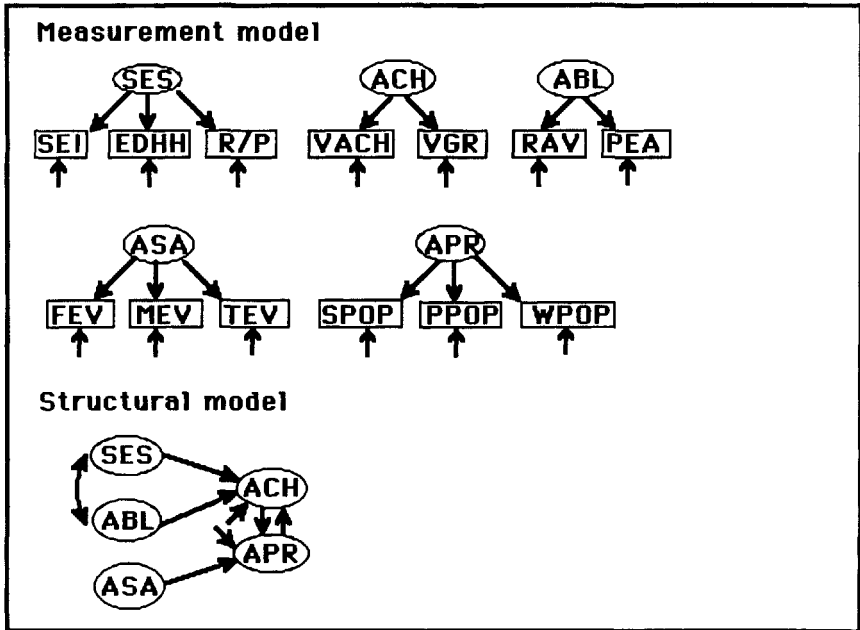 Measurement model
SES ACH ABL
SEI EDHH R/P VACH VGR RAV PEA
ASA APR
FEV MEV TEV SPOP PPOP WPOP
Structural model
SES
ACH
ABL
APR
ASA